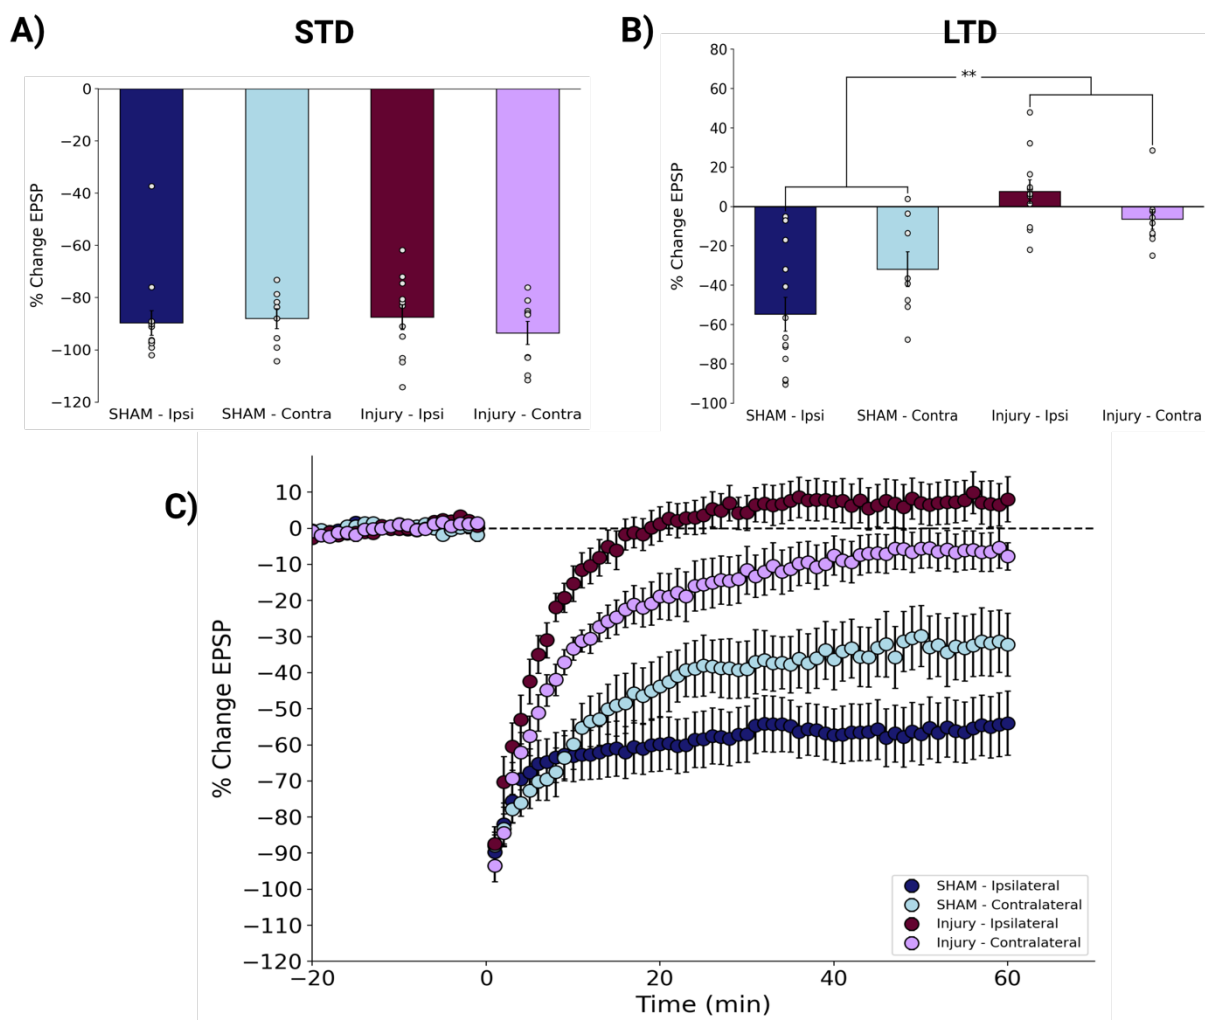 A)
STD
% Change EPSP
0
−20
−40
−60
−80
−100
−120
SHAM - Ipsi
SHAM - Contra
Injury - Ipsi
Injury - Contra
B)
LTD
% Change EPSP
80
60
40
20
0
−20
−40
−60
−80
−100
**
SHAM - Ipsi
SHAM - Contra
Injury - Ipsi
Injury - Contra
C)
% Change EPSP
10
0
−10
−20
−30
−40
−50
−60
−70
−80
−90
−100
−110
−120
SHAM - Ipsilateral
SHAM - Contralateral
Injury - Ipsilateral
Injury - Contralateral
−20
0
20
40
60
Time (min)